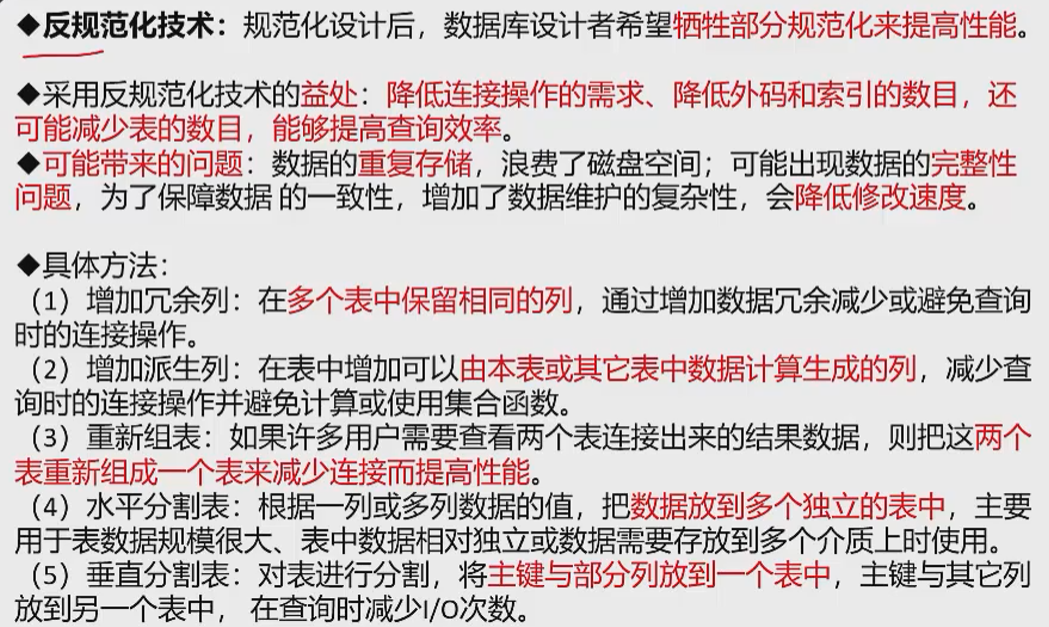 ◆反规范化技术：规范化设计后，数据库设计者希望牺牲部分规范化来提高性能。
◆采用反规范化技术的益处：降低连接操作的需求、降低外码和索引的数目，还
可能减少表的数目，能够提高查询效率。
◆可能带来的问题：数据的重复存储，浪费了磁盘空间；可能出现数据的完整性
问题，为了保障数据 的一致性，增加了数据维护的复杂性，会降低修改速度。
◆具体方法：
（1）增加冗余列：在多个表中保留相同的列，通过增加数据冗余减少或避免查询
时的连接操作。
（2）增加派生列：在表中增加可以由本表或其它表中数据计算生成的列，减少查
询时的连接操作并避免计算或使用集合函数。
（3）重新组表：如果许多用户需要查看两个表连接出来的结果数据，则把这两个
表重新组成一个表来减少连接而提高性能。
（4）水平分割表：根据一列或多列数据的值，把数据放到多个独立的表中，主要
用于表数据规模很大、表中数据相对独立或数据需要存放到多个介质上时使用。
（5）垂直分割表：对表进行分割，将主键与部分列放到一个表中，主键与其它列
放到另一个表中， 在查询时减少I/O次数。